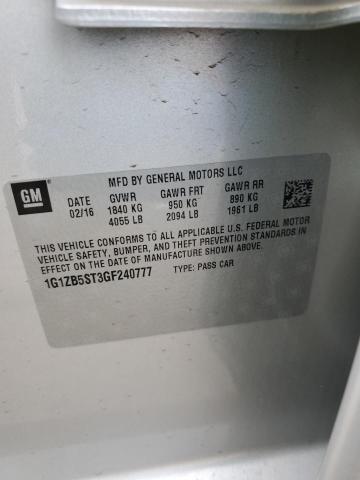 MFD BY GENERAL MOTORS LLC
GM DATE GVWR GAWR FRT GAWR RR
02/16 1840 KG 950 KG 890 KG
4055 LB 2094 LB 1961 LB
THIS VEHICLE CONFORMS TO ALL APPLICABLE U.S. FEDERAL MOTOR
VEHICLE SAFETY, BUMPER, AND THEFT PREVENTION STANDARDS IN
EFFECT ON THE DATE OF MANUFACTURE SHOWN ABOVE.
1G1ZB5ST3GF240777 TYPE: PASS CAR